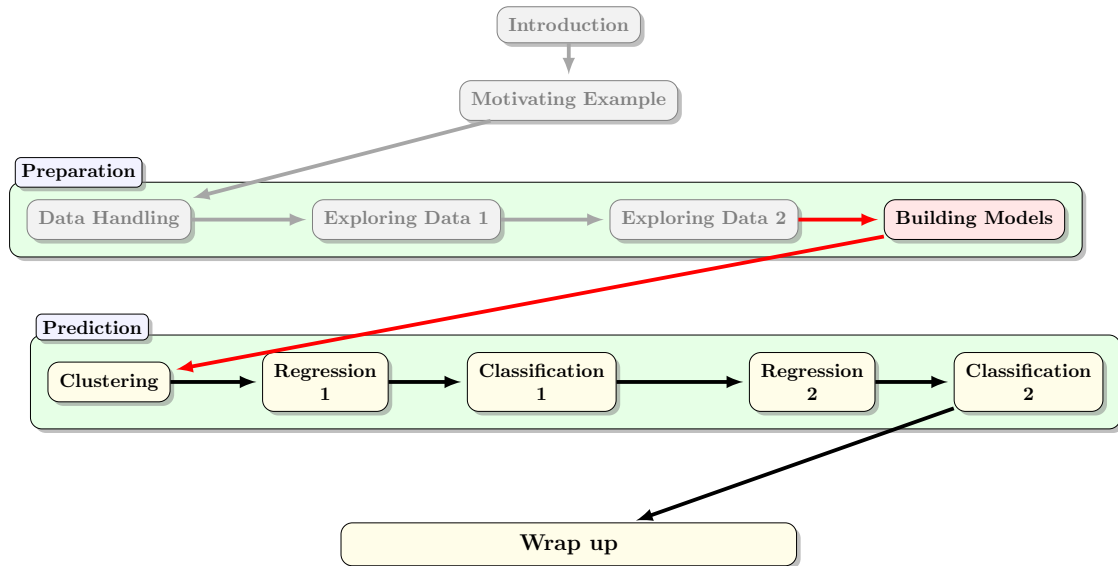 Introduction
Motivating Example
Preparation
Data Handling
Exploring Data 1
Exploring Data 2
Building Models
Prediction
Clustering
Regression
1
Classification
1
Regression
2
Classification
2
Wrap up